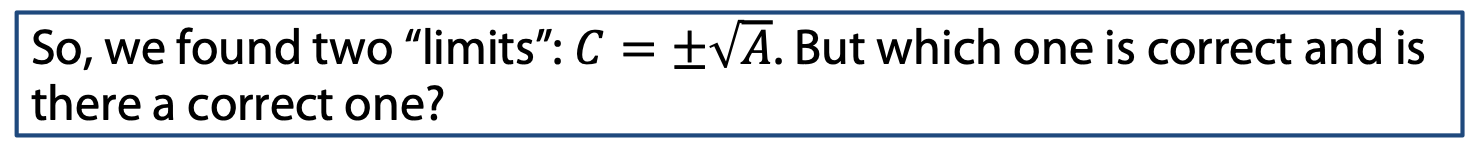 So, we found two “limits”: C = ±√A. But which one is correct and is
there a correct one?